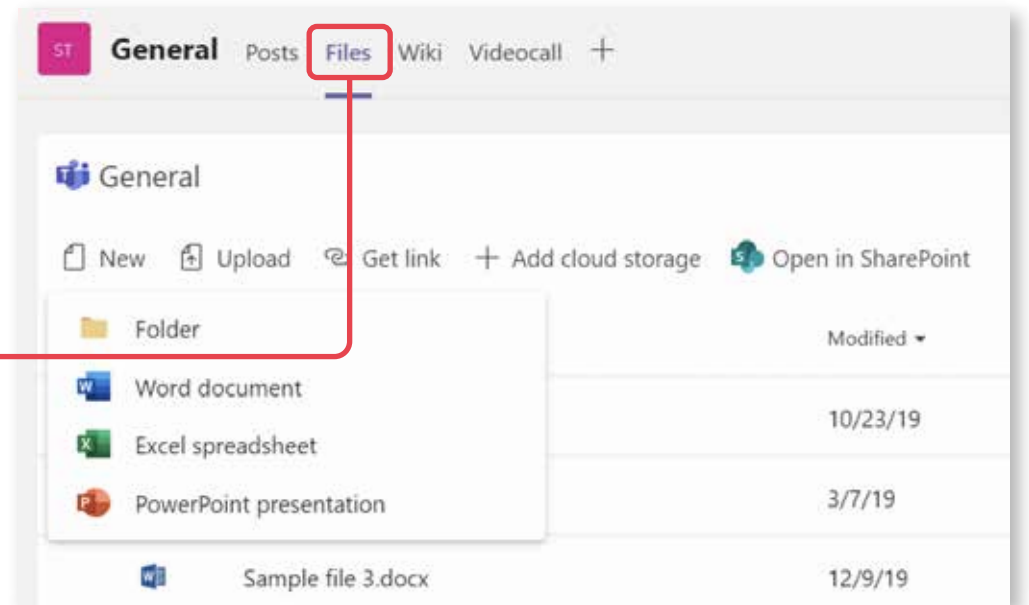 ST General Posts Files Wiki Videocall +
General
New Upload Get link + Add cloud storage Open in SharePoint
Folder
Modified
Word document
10/23/19
Excel spreadsheet
PowerPoint presentation
3/7/19
Sample file 3.docx 12/9/19